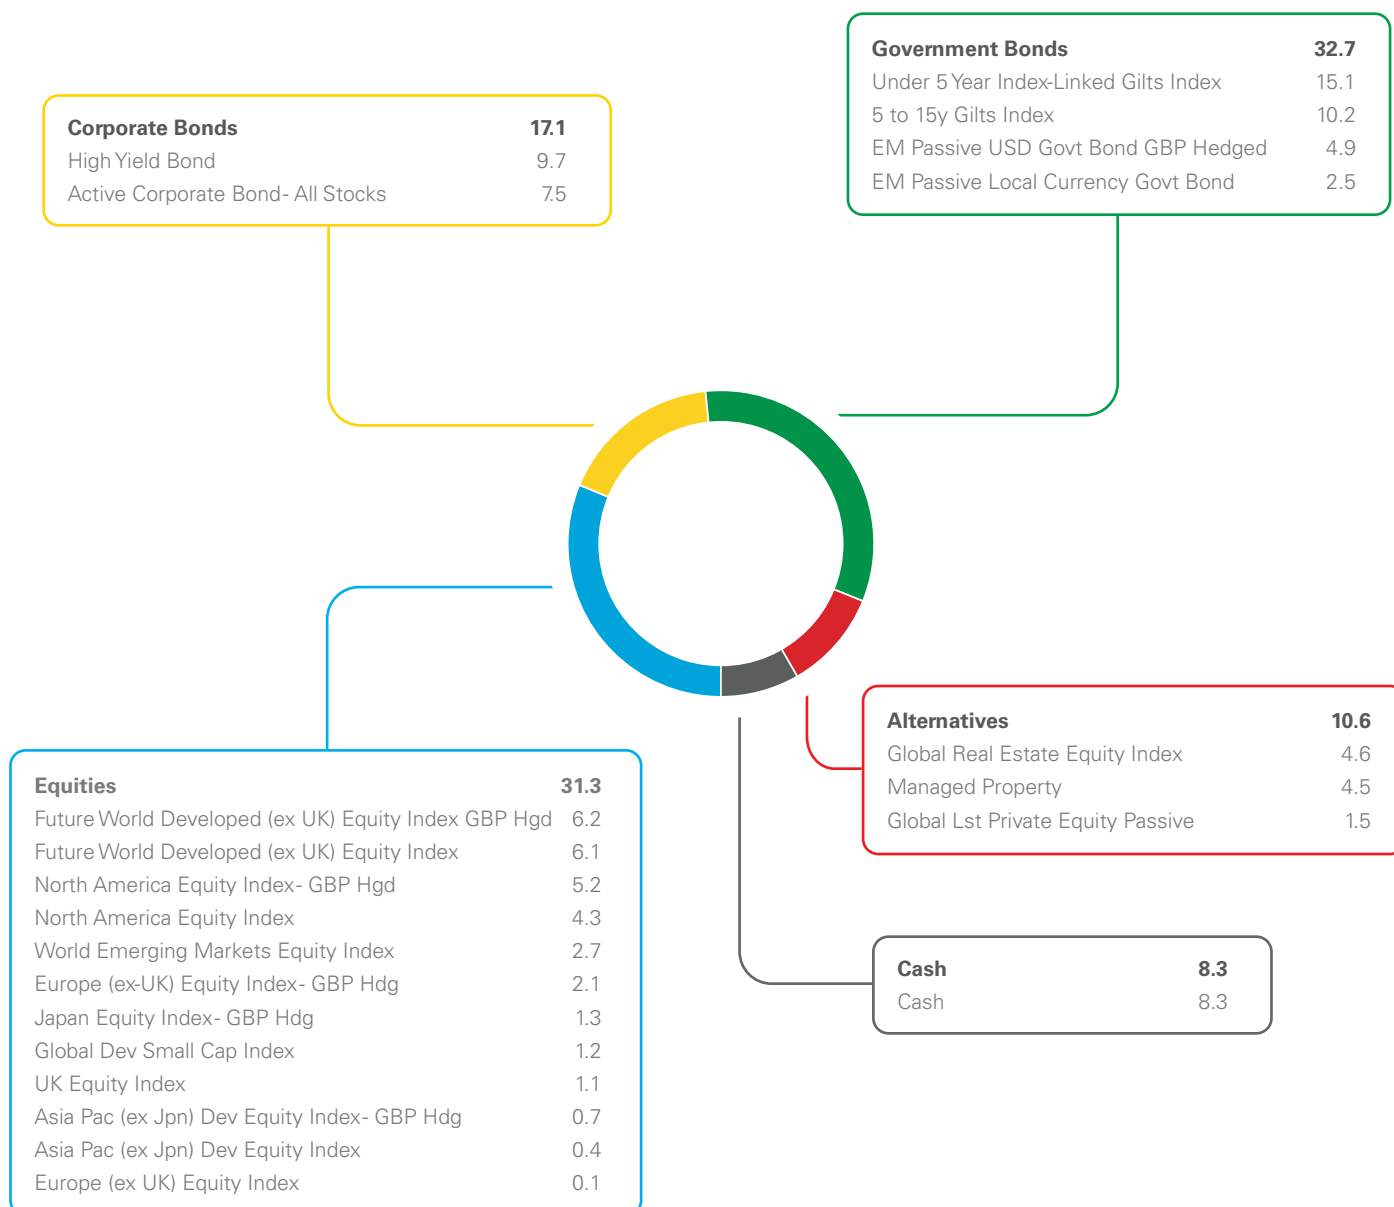 Government Bonds 32.7
Under 5 Year Index-Linked Gilts Index 15.1
5 to 15y Gilts Index 10.2
EM Passive USD Govt Bond GBP Hedged 4.9
EM Passive Local Currency Govt Bond 2.5
Corporate Bonds 17.1
High Yield Bond 9.7
Active Corporate Bond- All Stocks 7.5
Alternatives 10.6
Global Real Estate Equity Index 4.6
Managed Property 4.5
Global Lst Private Equity Passive 1.5
Equities 31.3
Future World Developed (ex UK) Equity Index GBP Hgd 6.2
Future World Developed (ex UK) Equity Index 6.1
North America Equity Index- GBP Hgd 5.2
North America Equity Index 4.3
World Emerging Markets Equity Index 2.7
Europe (ex-UK) Equity Index- GBP Hdg 2.1
Japan Equity Index- GBP Hdg 1.3
Global Dev Small Cap Index 1.2
UK Equity Index 1.1
Asia Pac (ex Jpn) Dev Equity Index- GBP Hdg 0.7
Asia Pac (ex Jpn) Dev Equity Index 0.4
Europe (ex UK) Equity Index 0.1
Cash 8.3
Cash 8.3